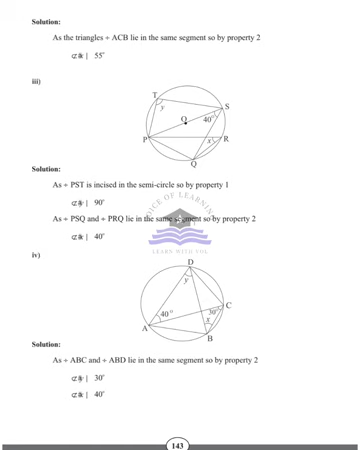 Solution:
As the triangles ÷ ACB lie in the same segment so by property 2
55°
iii)
T
y
S
O
40°
P
x
R
Q
Solution:
As ÷ PST is incised in the semi-circle so by property 1
90°
As ÷ PSQ and ÷ PRQ lie in the same segment so by property 2
40°
LEARN WITH YOU
iv)
D
y
C
40°
30°
x
A
B
Solution:
As ÷ ABC and ÷ ABD lie in the same segment so by property 2
30°
40°
143